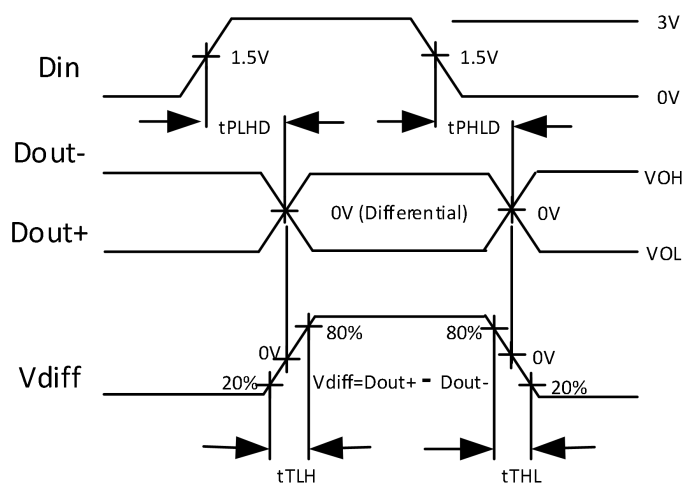 3V
Din
1.5V
1.5V
0V
tPLHD
tPHLD
Dout-
VOH
0V (Differential)
0V
Dout+
VOL
80%
80%
0V
0V
Vdiff
20%
Vdiff=Dout+ - Dout-
20%
tTLH
tTHL